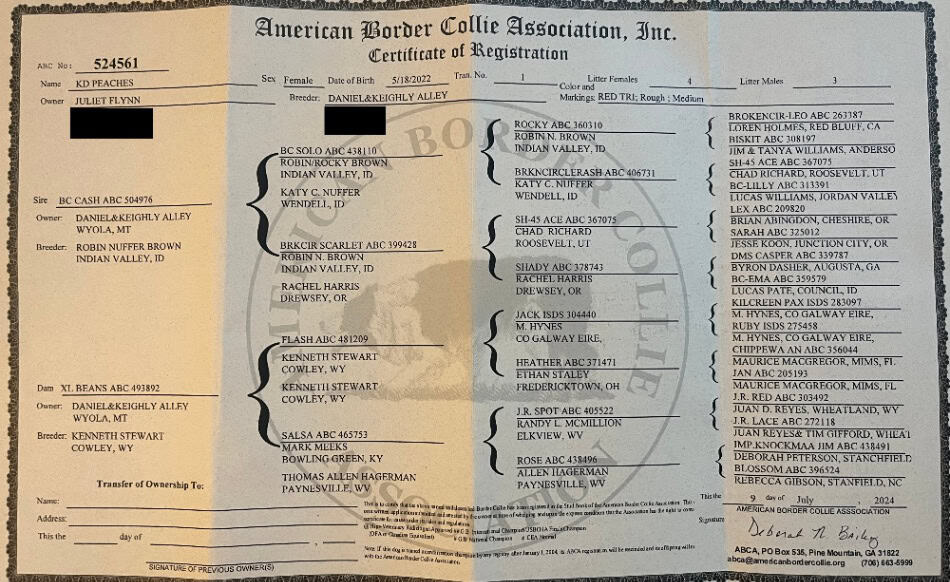 American Border Collie Association, Inc.
Certificate of Registration
ABC No: 524561
Name KD PEACHES
Sex Female Date of Birth 5/18/2022 Tran. No. 1 Litter Females 4 Litter Males 3
Owner JULIET FLYNN
Breeder: DANIEL&KEIGHLY ALLEY
Color and Markings: RED TRI; Rough ; Medium
Sire BC CASH ABC 504976
Owner: DANIEL&KEIGHLY ALLEY
WYOLA, MT
Breeder: ROBIN NUFFER BROWN
INDIAN VALLEY, ID
Dam XL BEANS ABC 493892
Owner: DANIEL&KEIGHLY ALLEY
WYOLA, MT
Breeder: KENNETH STEWART
COWLEY, WY
BC SOLO ABC 438110
ROBIN/ROCKY BROWN
INDIAN VALLEY, ID
KATY C. NUFFER
WENDELL, ID
BRKCIR SCARLET ABC 399428
ROBIN N. BROWN
INDIAN VALLEY, ID
RACHEL HARRIS
DREWSEY, OR
FLASH ABC 481209
KENNETH STEWART
COWLEY, WY
KENNETH STEWART
COWLEY, WY
SALSA ABC 465753
MARK MEEKS
BOWLING GREEN, KY
THOMAS ALLEN HAGERMAN
PAYNESVILLE, WV
ROCKY ABC 360310
ROBIN N. BROWN
INDIAN VALLEY, ID
BRKNCIRCLERASH ABC 406731
KATY C. NUFFER
WENDELL, ID
SH-45 ACE ABC 367075
CHAD RICHARD
ROOSEVELT, UT
SHADY ABC 378743
RACHEL HARRIS
DREWSEY, OR
JACK ISDS 304440
M. HYNES
CO GALWAY EIRE,
HEATHER ABC 371471
ETHAN STALEY
FREDERICKTOWN, OH
J.R. SPOT ABC 405522
RANDY L. MCMILLION
ELKVIEW, WV
ROSE ABC 438496
ALLEN HAGERMAN
PAYNESVILLE, WV
BROKENCIR-LEO ABC 263187
LOREN HOLMES, RED BLUFF, CA
BISKIT ABC 308197
JIM & TANYA WILLIAMS, ANDERSO
SH-45 ACE ABC 367075
CHAD RICHARD, ROOSEVELT, UT
BC-LILLY ABC 313391
LUCAS WILLIAMS, JORDAN VALLEY
LEX ABC 209820
BRIAN ABINGDON, CHESHIRE, OR
SARAH ABC 325012
JESSE KOON, JUNCTION CITY, OR
DMS CASPER ABC 339787
BYRON DASHER, AUGUSTA, GA
BC-EMA ABC 359579
LUCAS PATE, COUNCIL, ID
KILCREEN PAX ISDS 283097
M. HYNES, CO GALWAY EIRE,
RUBY ISDS 275458
M. HYNES, CO GALWAY EIRE,
CHIPPEWA AN ABC 356044
MAURICE MACGREGOR, MIMS, FL
JAN ABC 205193
MAURICE MACGREGOR, MIMS, FL
J.R. RED ABC 303492
JUAN D. REYES, WHEATLAND, WY
J.R. LACE ABC 272118
JUAN REYES& TIM GIFFORD, WHEAT
IMP.KNOCKMAA JIM ABC 438491
DEBORAH PETERSON, STANCHFIELD
BLOSSOM ABC 396524
REBECCA GIBSON, STANFIELD, NC
Transfer of Ownership To:
Name:
Address:
This the day of
SIGNATURE OF PREVIOUS OWNER(S)
This the 9 day of July , 2024
AMERICAN BORDER COLLIE ASSSOCIATION
Signature Deborah N. Bailey
ABCA, PO Box 535, Pine Mountain, GA 31822
abca@americanbordercollie.org (706) 663-5999
AMERICAN BORDER COLLIE
ASSOCIATION